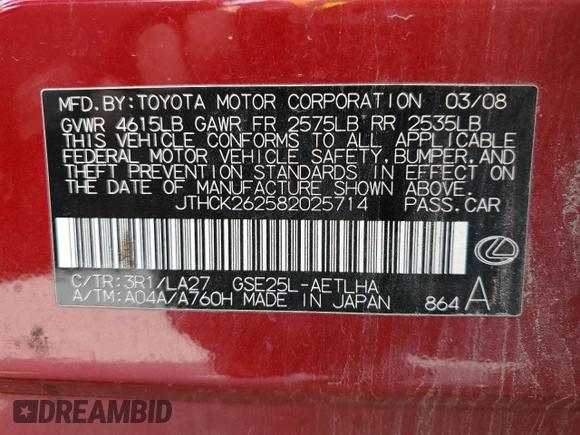 MFD.BY:TOYOTA MOTOR CORPORATION 03/08
GVWR 4615LB GAWR FR 2575LB RR 2535LB
THIS VEHICLE CONFORMS TO ALL APPLICABLE
FEDERAL MOTOR VEHICLE SAFETY, BUMPER, AND
THEFT PREVENTION STANDARDS IN EFFECT ON
THE DATE OF MANUFACTURE SHOWN ABOVE.
JTHCK262582025714 PASS.CAR
C/TR:3R1/LA27 GSE25L-AETLHA
A/TM:A04A/A760H MADE IN JAPAN 864 A
DREAMBID